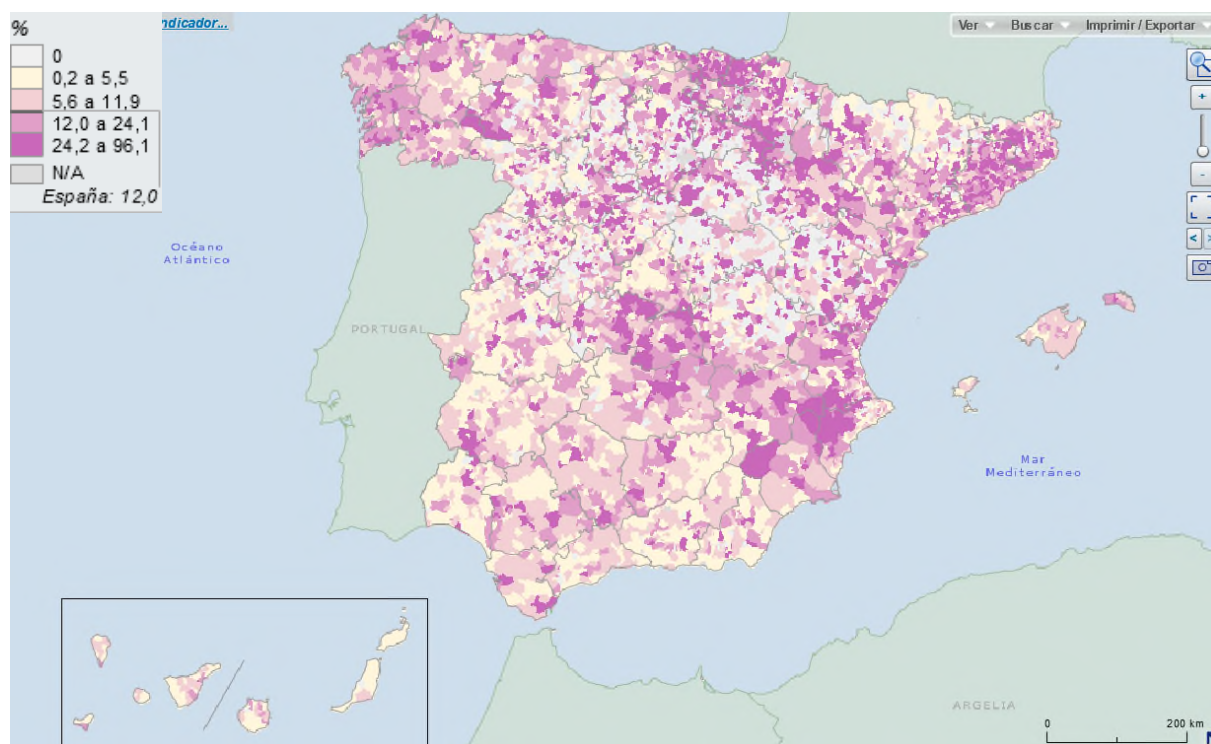 %
0
0,2 a 5,5
5,6 a 11,9
12,0 a 24,1
24,2 a 96,1
N/A
España: 12,0
ndicador...
Ver
Buscar
Imprimir / Exportar
+
-
< >
Océano
Atlántico
PORTUGAL
Mar
Mediterráneo
ARGELIA
0
200 km